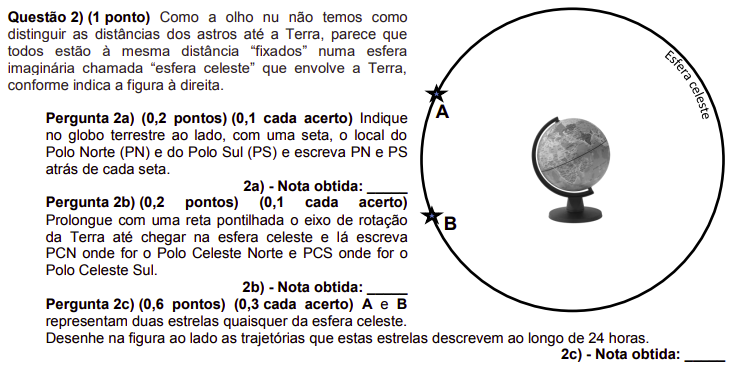 Questão 2) (1 ponto) Como a olho nu não temos como
distinguir as distâncias dos astros até a Terra, parece que
todos estão à mesma distância “fixados” numa esfera
imaginária chamada “esfera celeste” que envolve a Terra,
conforme indica a figura à direita.
Pergunta 2a) (0,2 pontos) (0,1 cada acerto) Indique
no globo terrestre ao lado, com uma seta, o local do
Polo Norte (PN) e do Polo Sul (PS) e escreva PN e PS
atrás de cada seta.
2a) - Nota obtida: _____
Pergunta 2b) (0,2 pontos) (0,1 cada acerto)
Prolongue com uma reta pontilhada o eixo de rotação
da Terra até chegar na esfera celeste e lá escreva
PCN onde for o Polo Celeste Norte e PCS onde for o
Polo Celeste Sul.
2b) - Nota obtida: _____
Pergunta 2c) (0,6 pontos) (0,3 cada acerto) A e B
representam duas estrelas quaisquer da esfera celeste.
Desenhe na figura ao lado as trajetórias que estas estrelas descrevem ao longo de 24 horas.
2c) - Nota obtida: _____
Esfera celeste
A
B